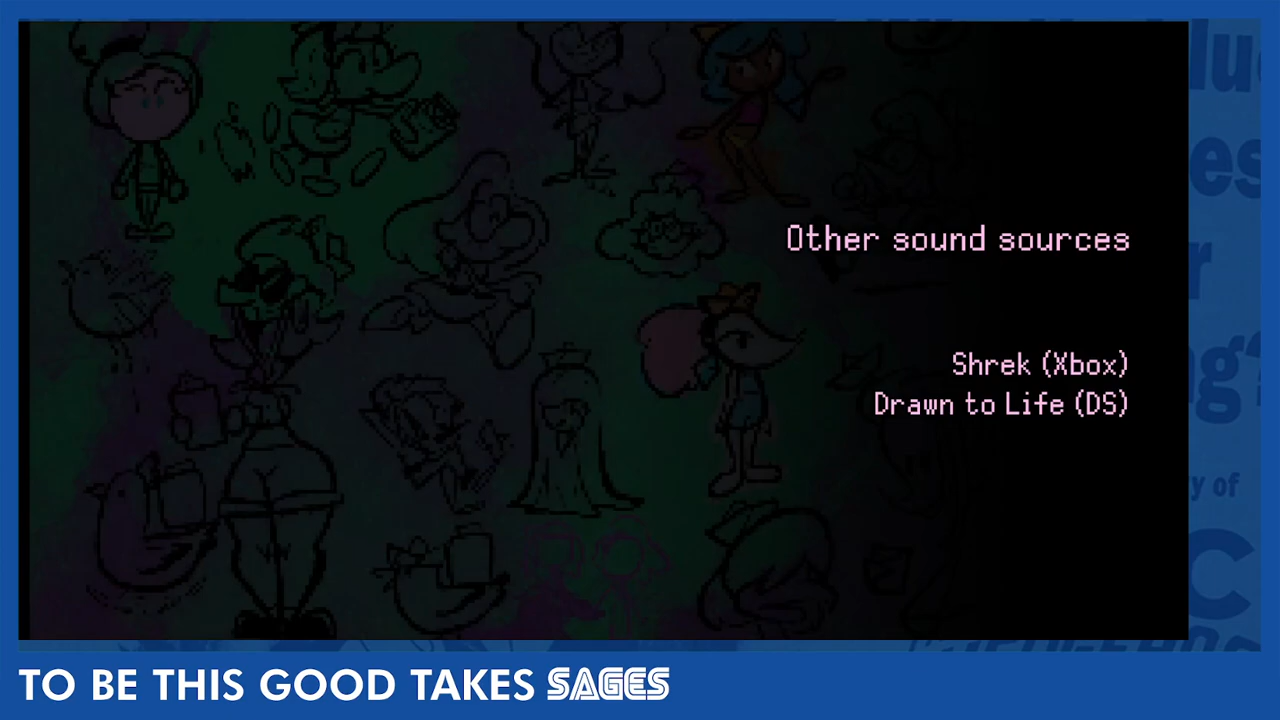 Other sound sources
Shrek (Xbox)
Drawn to Life (DS)
TO BE THIS GOOD TAKES SAGES